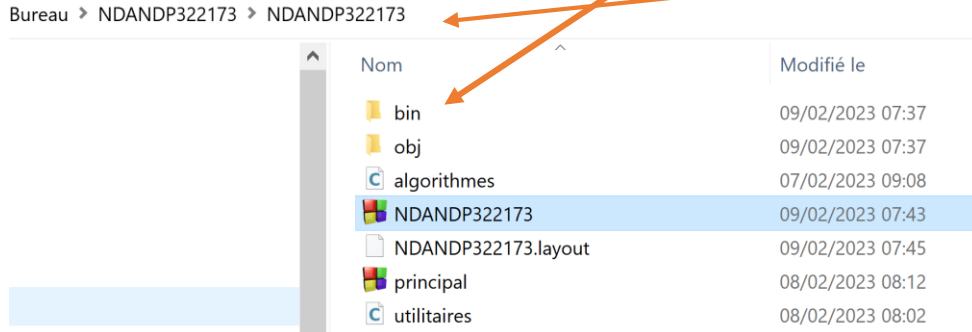 Bureau > NDANDP322173 > NDANDP322173
Nom Modifié le
bin 09/02/2023 07:37
obj 09/02/2023 07:37
C algorithmes 07/02/2023 09:08
NDANDP322173 09/02/2023 07:43
NDANDP322173.layout 09/02/2023 07:45
principal 08/02/2023 08:12
C utilitaires 08/02/2023 08:02